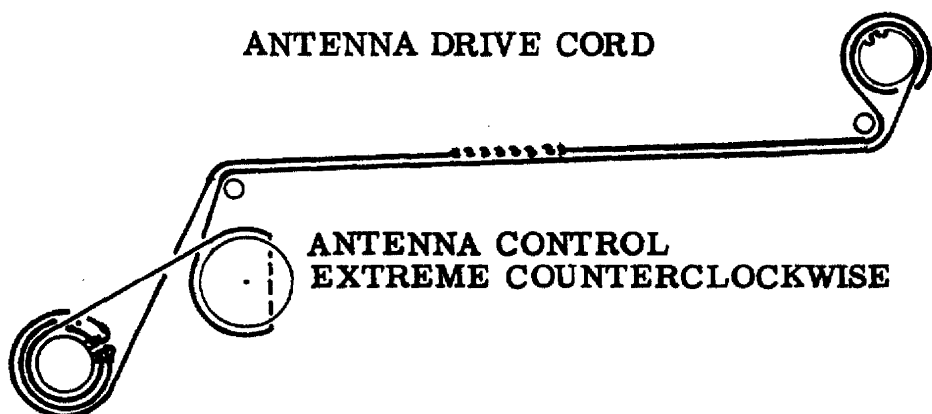 ANTENNA DRIVE CORD
ANTENNA CONTROL
EXTREME COUNTERCLOCKWISE